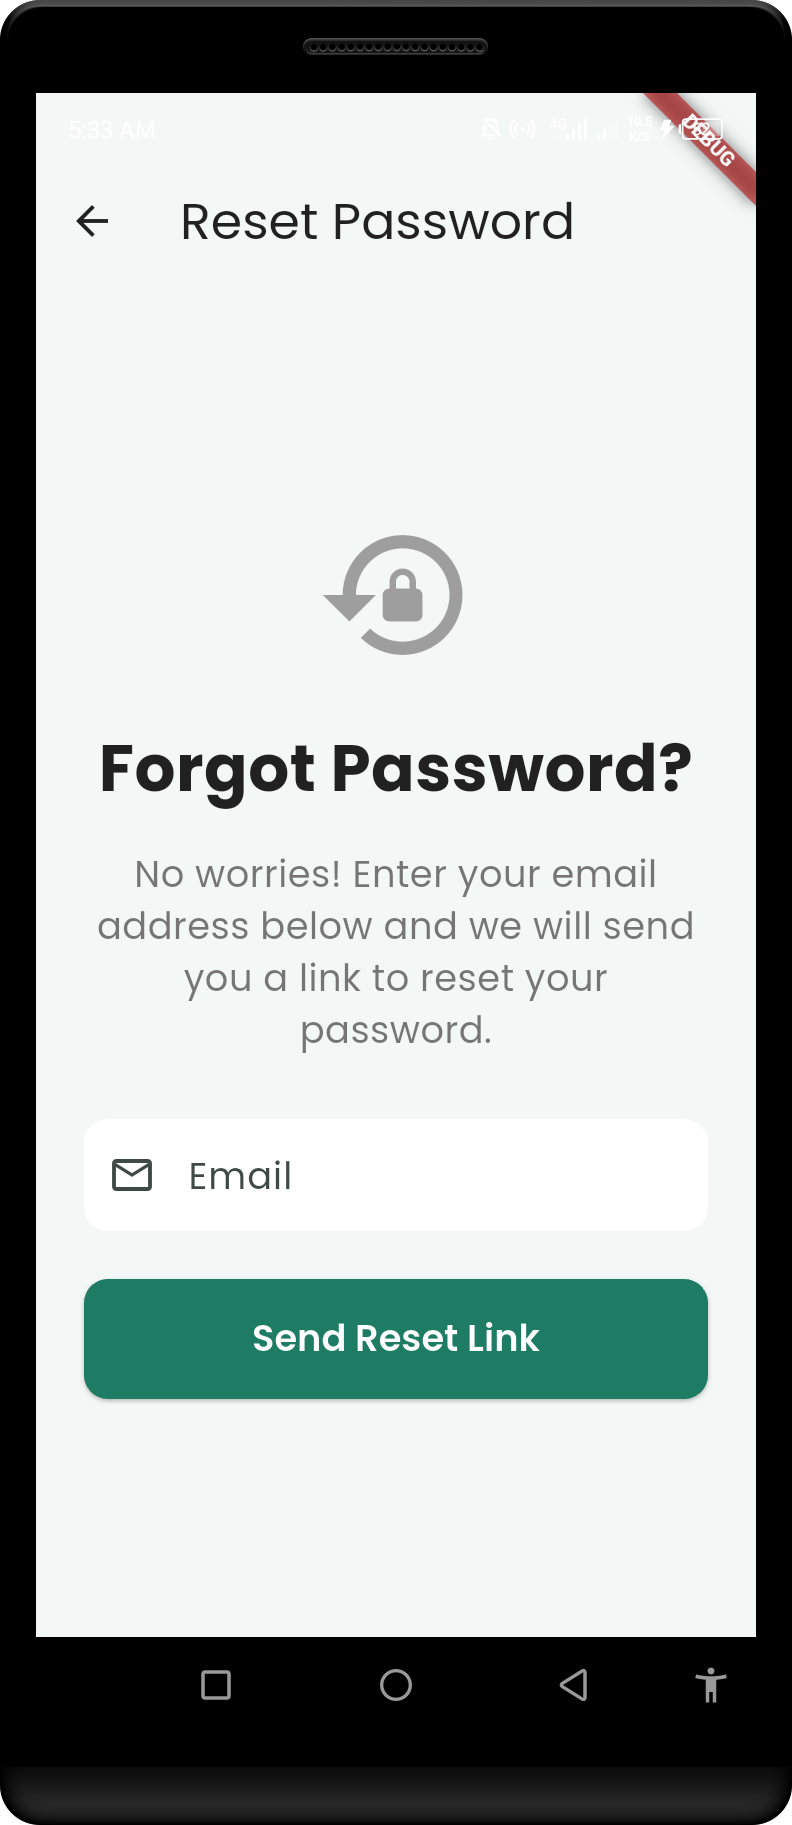 5:33 AM 4G 10.5 K/S
DEBUG
Reset Password
Forgot Password?
No worries! Enter your email
address below and we will send
you a link to reset your
password.
Email
Send Reset Link